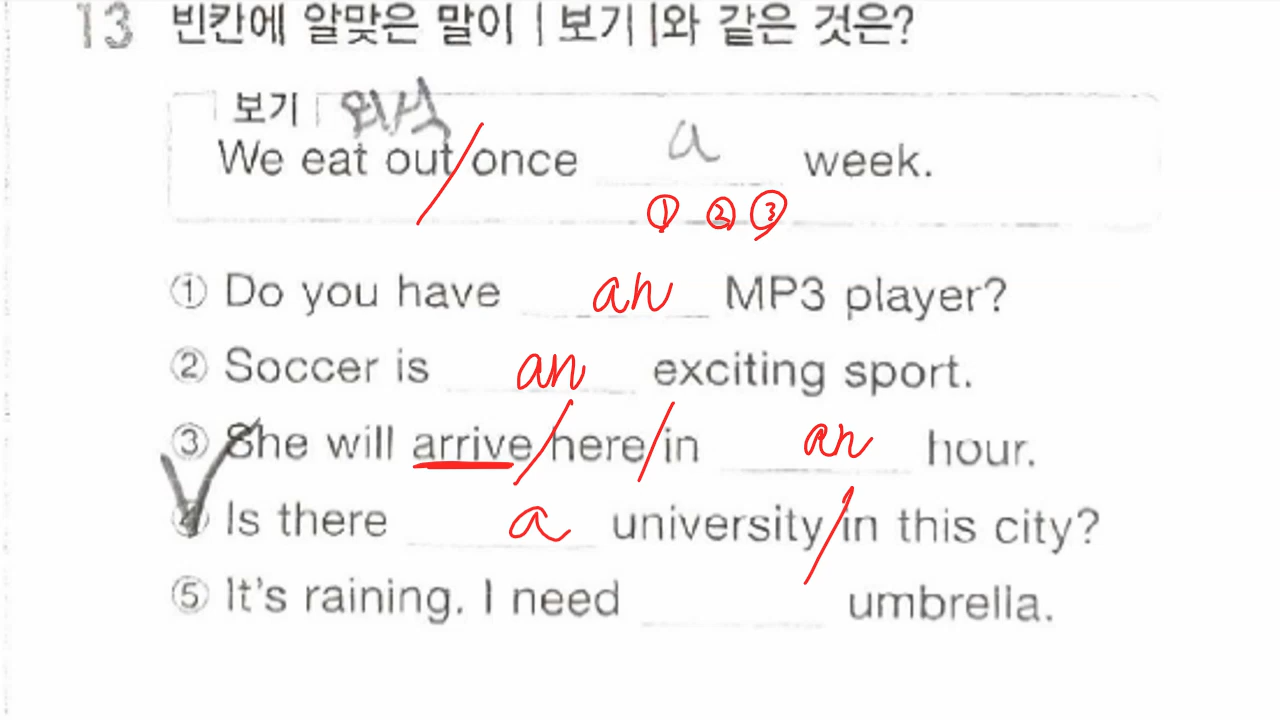 13 빈칸에 알맞은 말이 | 보기 |와 같은 것은?
보기 | 외식
We eat out/once a week.
① ② ③
① Do you have an MP3 player?
② Soccer is an exciting sport.
③ She will arrive/here/in an hour.
④ Is there a university/in this city?
⑤ It's raining. I need ______ umbrella.